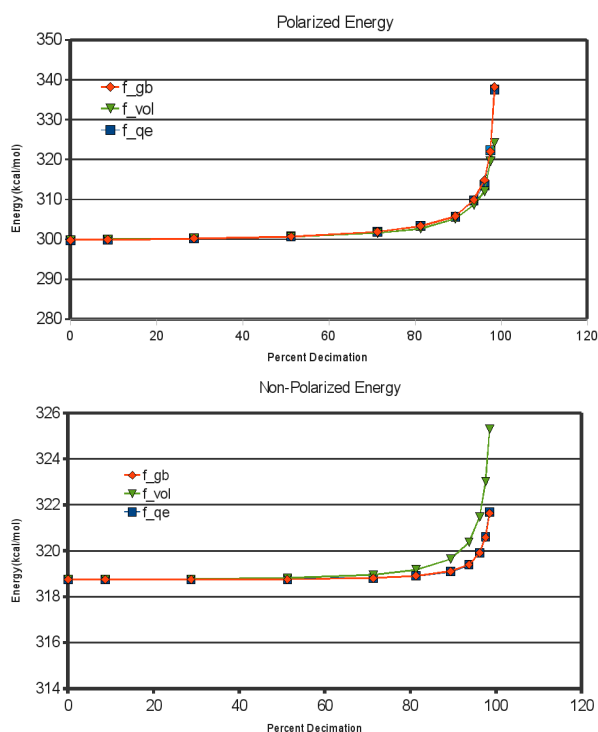 Polarized Energy
350
340
330
320
310
300
290
280
f_gb
f_vol
f_qe
Energy(kcal/mol)
0 20 40 60 80 100 120
Percent Decimation
Non-Polarized Energy
326
324
322
320
318
316
314
f_gb
f_vol
f_qe
Energy(kcal/mol)
0 20 40 60 80 100 120
Percent Decimation